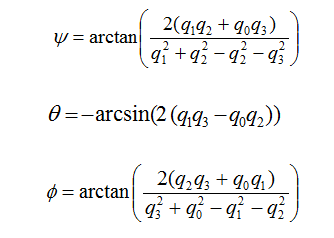 ψ = arctan( 2(q₁q₂ + q₀q₃) / (q₁² + q₂² − q₂² − q₃²) )
θ = −arcsin(2 (q₁q₃ − q₀q₂))
ϕ = arctan( 2(q₂q₃ + q₀q₁) / (q₃² + q₀² − q₁² − q₂²) )